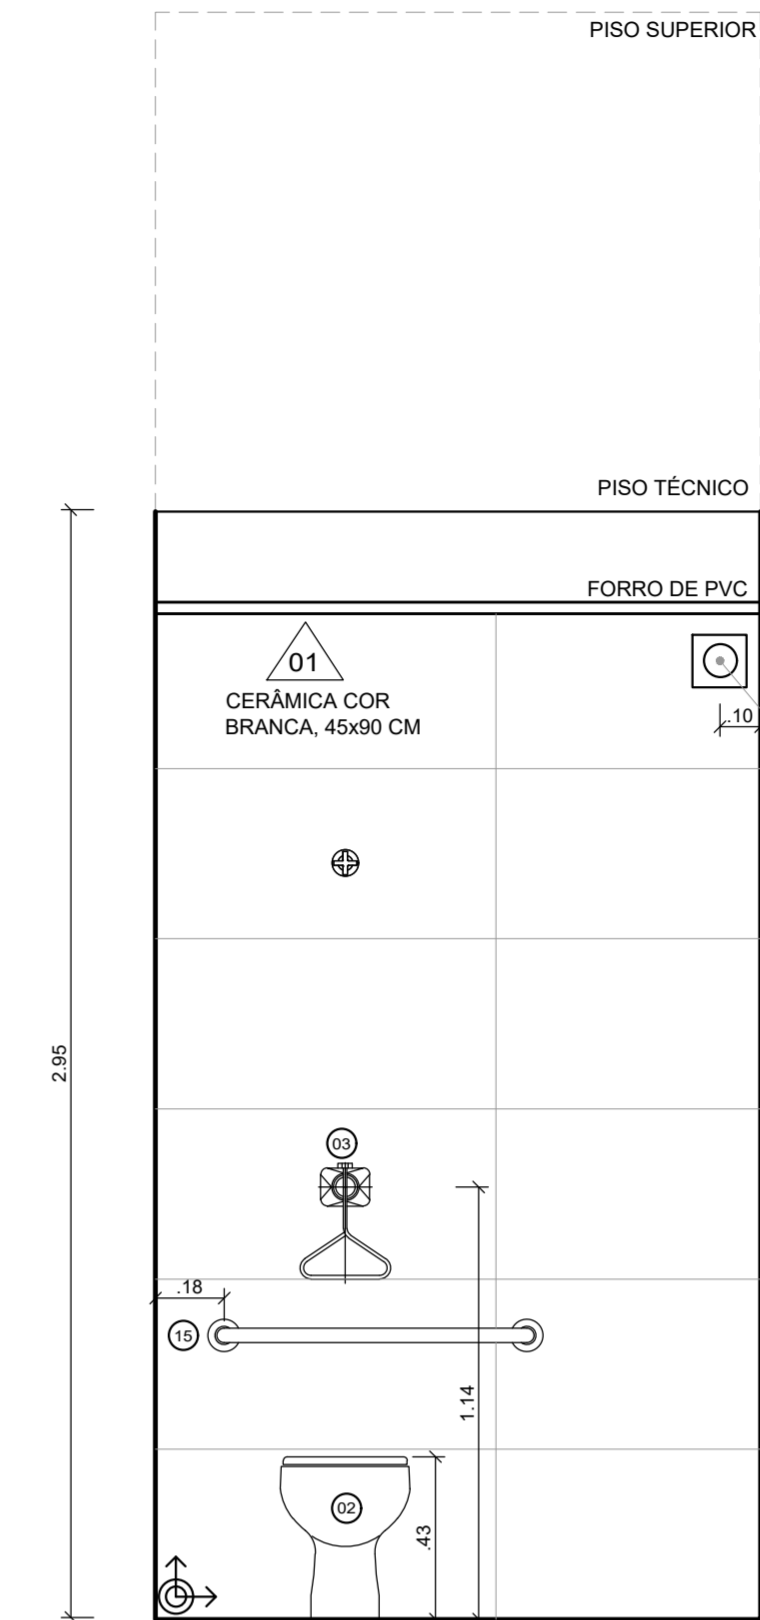 PISO SUPERIOR
PISO TÉCNICO
FORRO DE PVC
01
CERÂMICA COR
BRANCA, 45x90 CM
.10
2.95
03
.18
15
1.14
02
.43